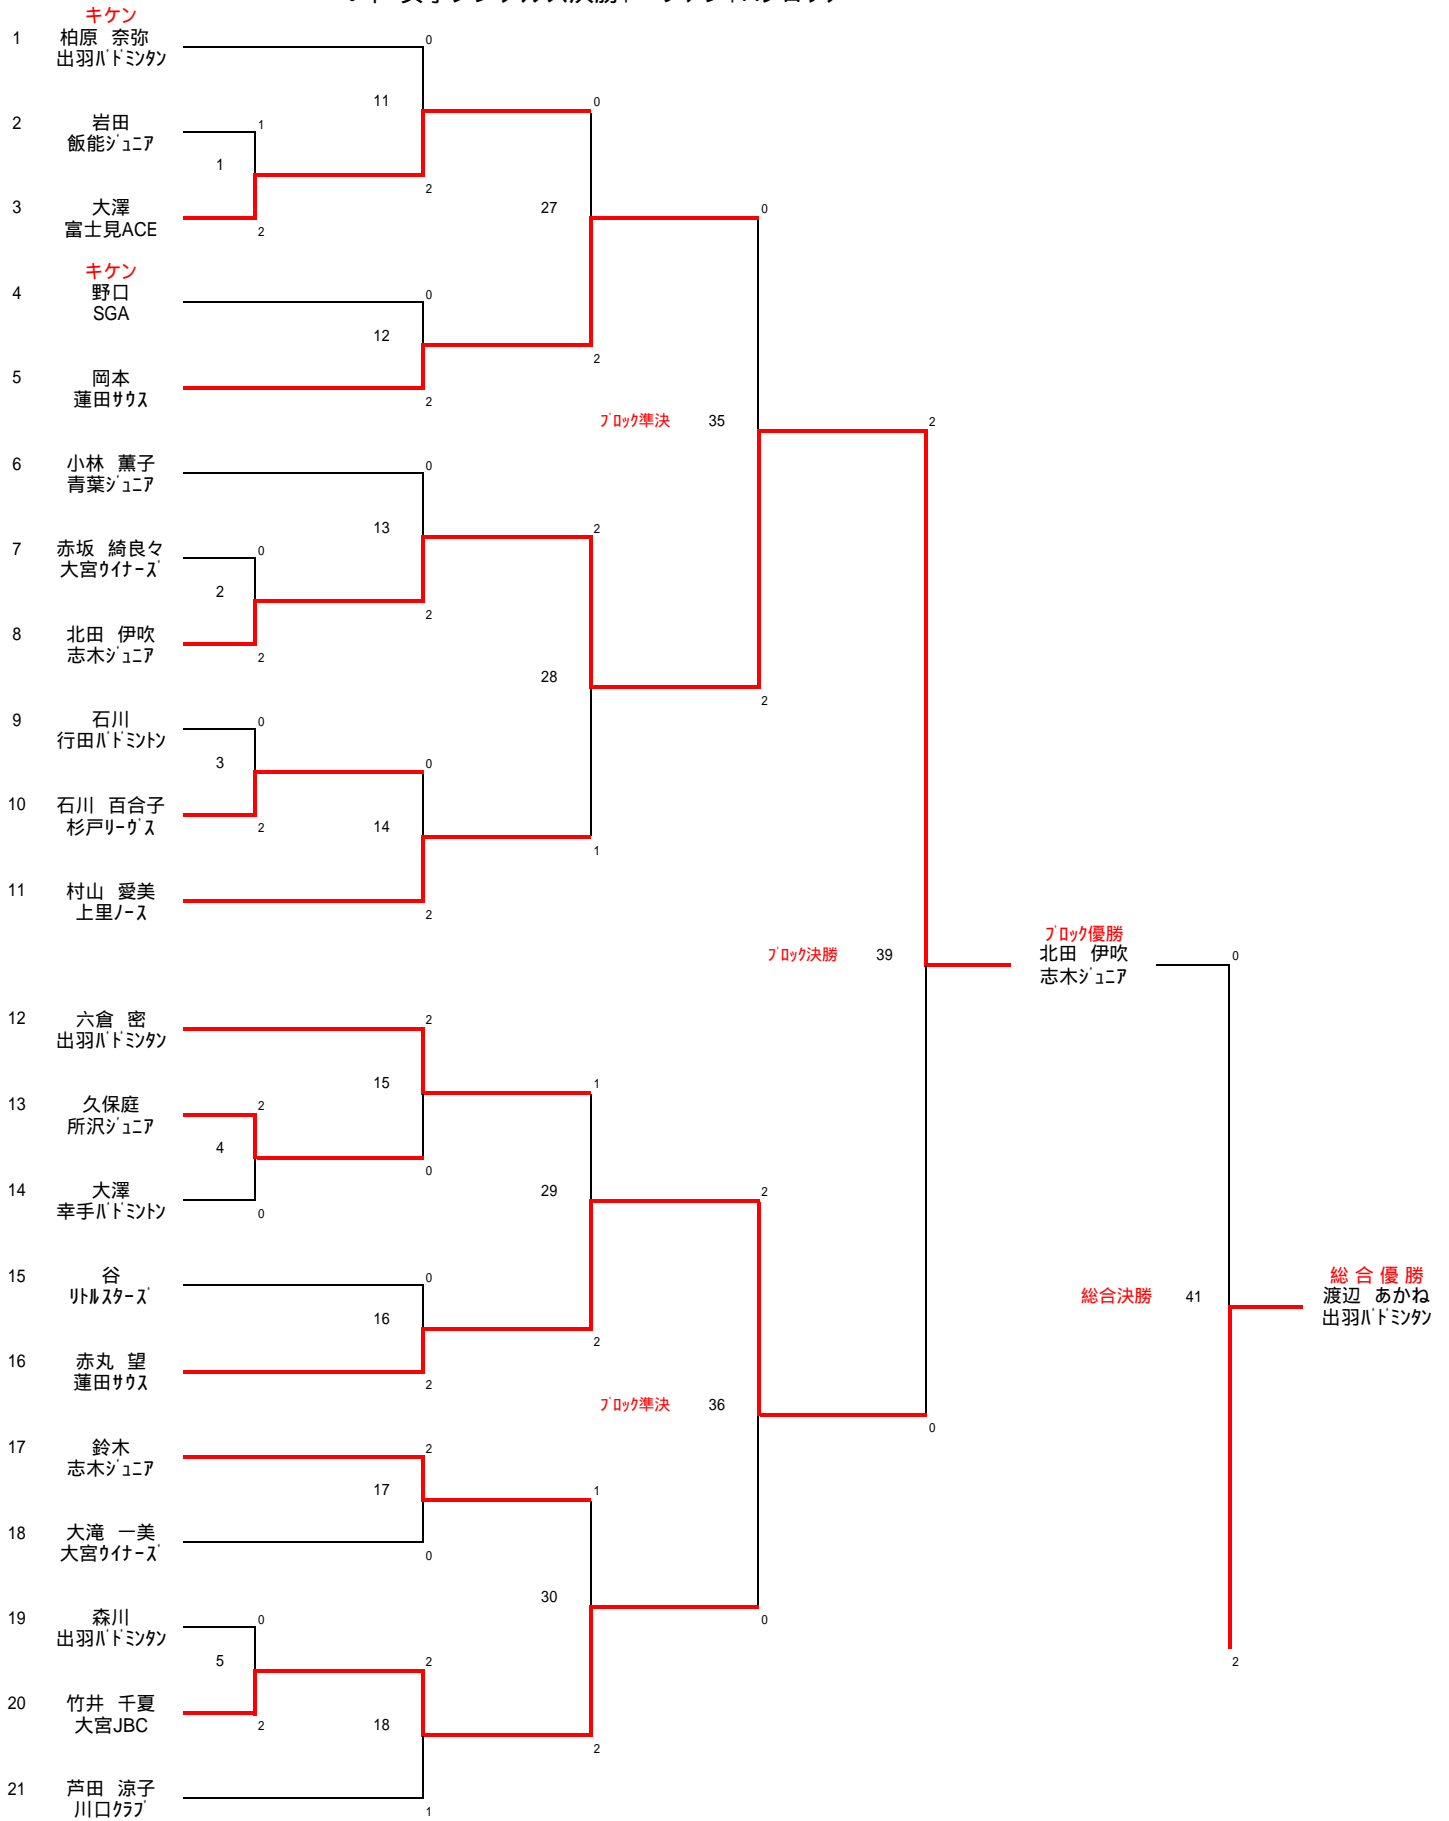 キケン
1 柏原 奈弥
出羽ﾊﾞﾄﾞﾐﾝﾀﾝ
0
11
0
2 岩田
飯能ｼﾞｭﾆｱ
1
1
2
3 大澤
富士見ACE
2
27
0
キケン
4 野口
SGA
0
12
2
5 岡本
蓮田ｻｳｽ
2
ﾌﾞﾛｯｸ準決 35
2
6 小林 薫子
青葉ｼﾞｭﾆｱ
0
13
2
7 赤坂 綺良々
大宮ｳｲﾅｰｽﾞ
0
2
2
8 北田 伊吹
志木ｼﾞｭﾆｱ
2
28
2
9 石川
行田ﾊﾞﾄﾞﾐﾝﾄﾝ
0
3
0
10 石川 百合子
杉戸ﾘｰｳﾞｽ
2
14
1
11 村山 愛美
上里ﾉｰｽ
2
ﾌﾞﾛｯｸ決勝 39
ﾌﾞﾛｯｸ優勝
北田 伊吹
志木ｼﾞｭﾆｱ
0
12 六倉 密
出羽ﾊﾞﾄﾞﾐﾝﾀﾝ
2
15
1
13 久保庭
所沢ｼﾞｭﾆｱ
2
4
0
14 大澤
幸手ﾊﾞﾄﾞﾐﾝﾄﾝ
0
29
2
15 谷
ﾘﾄﾙｽﾀｰｽﾞ
0
総合決勝 41
総 合 優 勝
渡辺 あかね
出羽ﾊﾞﾄﾞﾐﾝﾀﾝ
16
2
16 赤丸 望
蓮田ｻｳｽ
2
ﾌﾞﾛｯｸ準決 36
0
17 鈴木
志木ｼﾞｭﾆｱ
2
17
1
18 大滝 一美
大宮ｳｲﾅｰｽﾞ
0
30
0
19 森川
出羽ﾊﾞﾄﾞﾐﾝﾀﾝ
0
5
2
2
20 竹井 千夏
大宮JBC
2
18
2
21 芦田 涼子
川口ｸﾗﾌﾞ
1